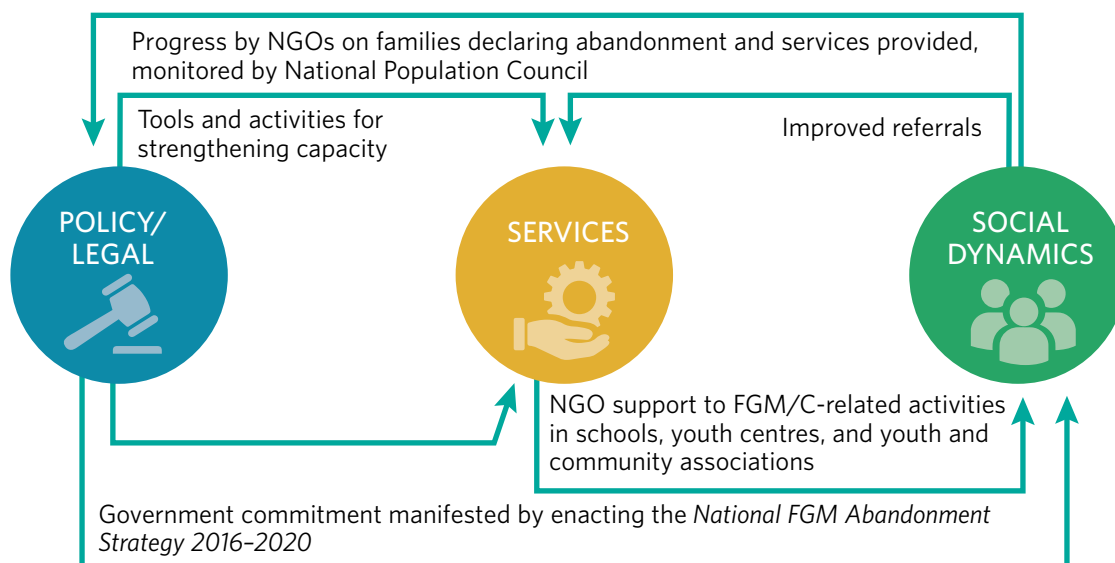 Progress by NGOs on families declaring abandonment and services provided,
monitored by National Population Council
Tools and activities for
strengthening capacity
Improved referrals
POLICY/
LEGAL
SERVICES
SOCIAL
DYNAMICS
NGO support to FGM/C-related activities
in schools, youth centres, and youth and
community associations
Government commitment manifested by enacting the National FGM Abandonment
Strategy 2016–2020